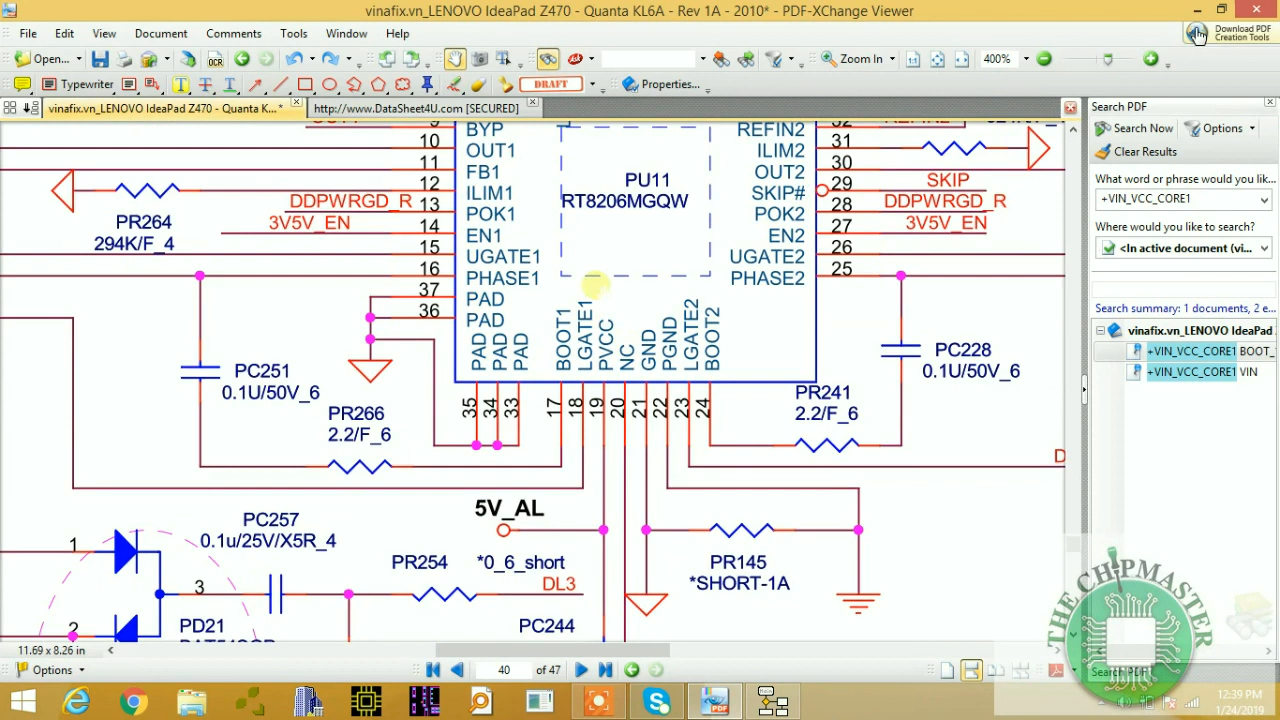 vinafix.vn_LENOVO IdeaPad Z470 - Quanta KL6A - Rev 1A - 2010* - PDF-XChange Viewer
File Edit View Document Comments Tools Window Help
Download PDF
Creation Tools
Open...
OCR
Zoom In
400%
Typewriter
DRAFT
Properties...
vinafix.vn_LENOVO IdeaPad Z470 - Quanta K... *
http://www.DataSheet4U.com [SECURED]
Search PDF
Search Now
Options
Clear Results
What word or phrase would you lik...
+VIN_VCC_CORE1
Where would you like to search?
<In active document (vi...
Search summary: 1 documents, 2 e
vinafix.vn_LENOVO IdeaPad
+VIN_VCC_CORE1 BOOT_
+VIN_VCC_CORE1 VIN
9 BYP
10 OUT1
11 FB1
12 ILIM1
DDPWRGD_R 13 POK1
3V5V_EN 14 EN1
15 UGATE1
16 PHASE1
37 PAD
36 PAD
PU11
RT8206MGQW
REFIN2 32
ILIM2 31
OUT2 30
SKIP# 29 SKIP
POK2 28 DDPWRGD_R
EN2 27 3V5V_EN
UGATE2 26
PHASE2 25
PR264
294K/F_4
PAD PAD PAD BOOT1 LGATE1 PVCC NC GND PGND LGATE2 BOOT2
35 34 33 17 18 19 20 21 22 23 24
PC251
0.1U/50V_6
PR266
2.2/F_6
PC228
0.1U/50V_6
PR241
2.2/F_6
D
5V_AL
PC257
0.1u/25V/X5R_4
1
3
2
PD21
PR254
*0_6_short
DL3
PC244
PR145
*SHORT-1A
THE CHIPMASTER
11.69 x 8.26 in
Options
40 of 47
12:39 PM
1/24/2019